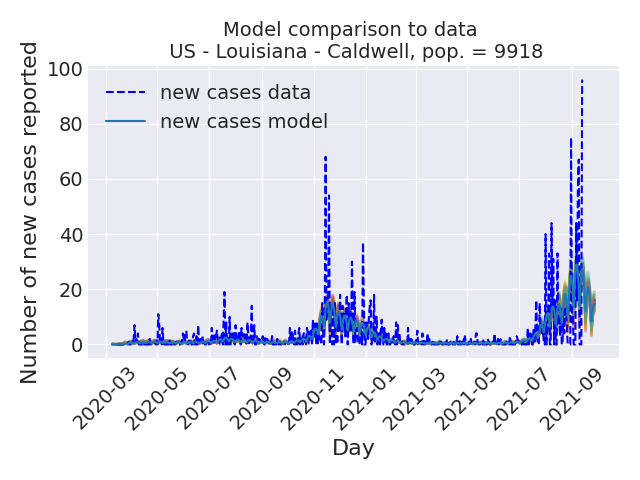 Model comparison to data
US - Louisiana - Caldwell, pop. = 9918
Number of new cases reported
100
80
60
40
20
0
new cases data
new cases model
2020-03
2020-05
2020-07
2020-09
2020-11
2021-01
2021-03
2021-05
2021-07
2021-09
Day